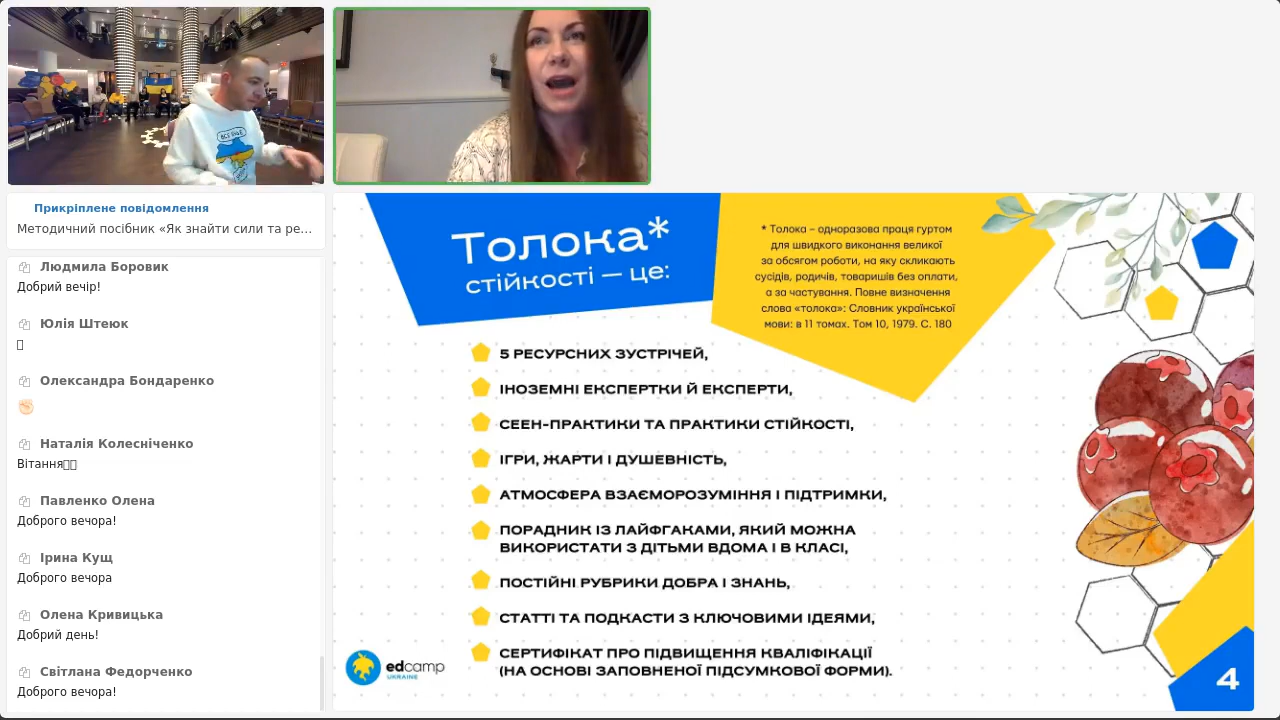 ВСЕ БУДЕ
Прикріплене повідомлення
Методичний посібник «Як знайти сили та ре...
Людмила Боровик
Добрий вечір!
Юлія Штеюк
Олександра Бондаренко
Наталія Колесніченко
Вітання
Павленко Олена
Доброго вечора!
Ірина Кущ
Доброго вечора
Олена Кривицька
Добрий день!
Світлана Федорченко
Доброго вечора!
Толока*
стійкості — це:
* Толока – одноразова праця гуртом
для швидкого виконання великої
за обсягом роботи, на яку скликають
сусідів, родичів, товаришів без оплати,
а за частування. Повне визначення
слова «толока»: Словник української
мови: в 11 томах. Том 10, 1979. С. 180
5 РЕСУРСНИХ ЗУСТРІЧЕЙ,
ІНОЗЕМНІ ЕКСПЕРТКИ Й ЕКСПЕРТИ,
СЕЕН-ПРАКТИКИ ТА ПРАКТИКИ СТІЙКОСТІ,
ІГРИ, ЖАРТИ І ДУШЕВНІСТЬ,
АТМОСФЕРА ВЗАЄМОРОЗУМІННЯ І ПІДТРИМКИ,
ПОРАДНИК ІЗ ЛАЙФГАКАМИ, ЯКИЙ МОЖНА
ВИКОРИСТАТИ З ДІТЬМИ ВДОМА І В КЛАСІ,
ПОСТІЙНІ РУБРИКИ ДОБРА І ЗНАНЬ,
СТАТТІ ТА ПОДКАСТИ З КЛЮЧОВИМИ ІДЕЯМИ,
СЕРТИФІКАТ ПРО ПІДВИЩЕННЯ КВАЛІФІКАЦІЇ
(НА ОСНОВІ ЗАПОВНЕНОЇ ПІДСУМКОВОЇ ФОРМИ).
edcamp
UKRAINE
4